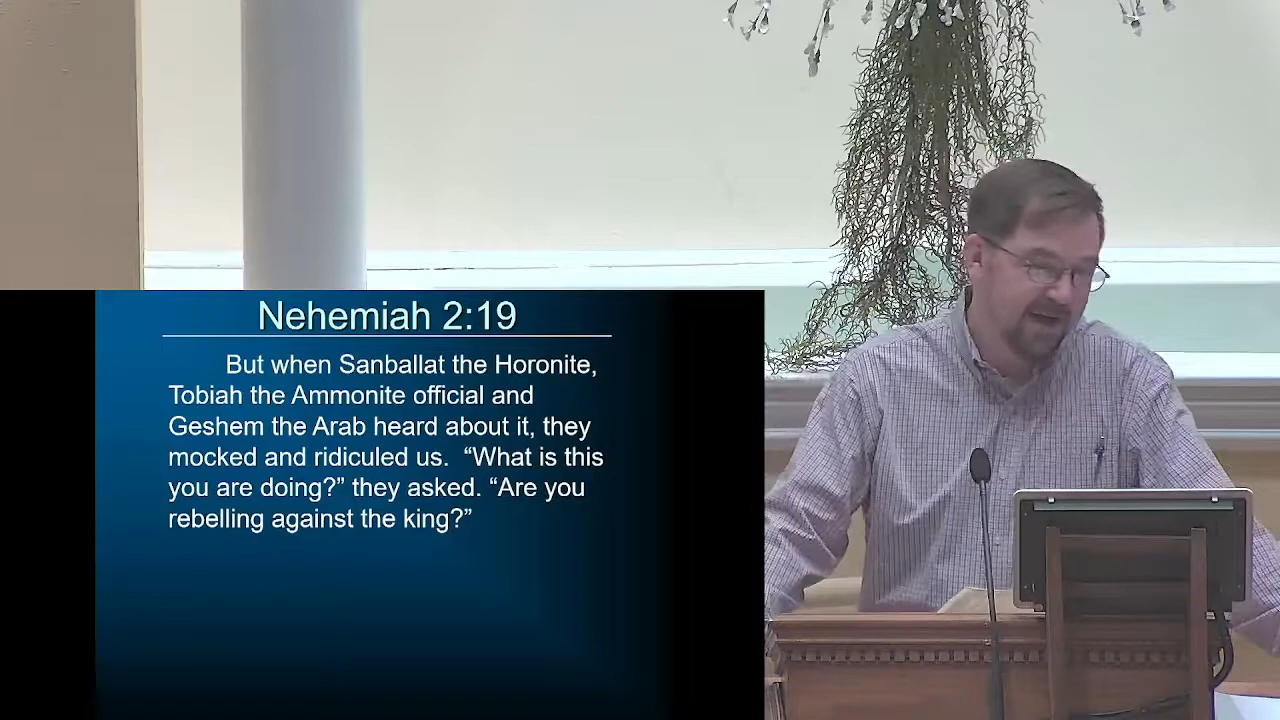 Nehemiah 2:19
But when Sanballat the Horonite,
Tobiah the Ammonite official and
Geshem the Arab heard about it, they
mocked and ridiculed us.  “What is this
you are doing?” they asked. “Are you
rebelling against the king?”